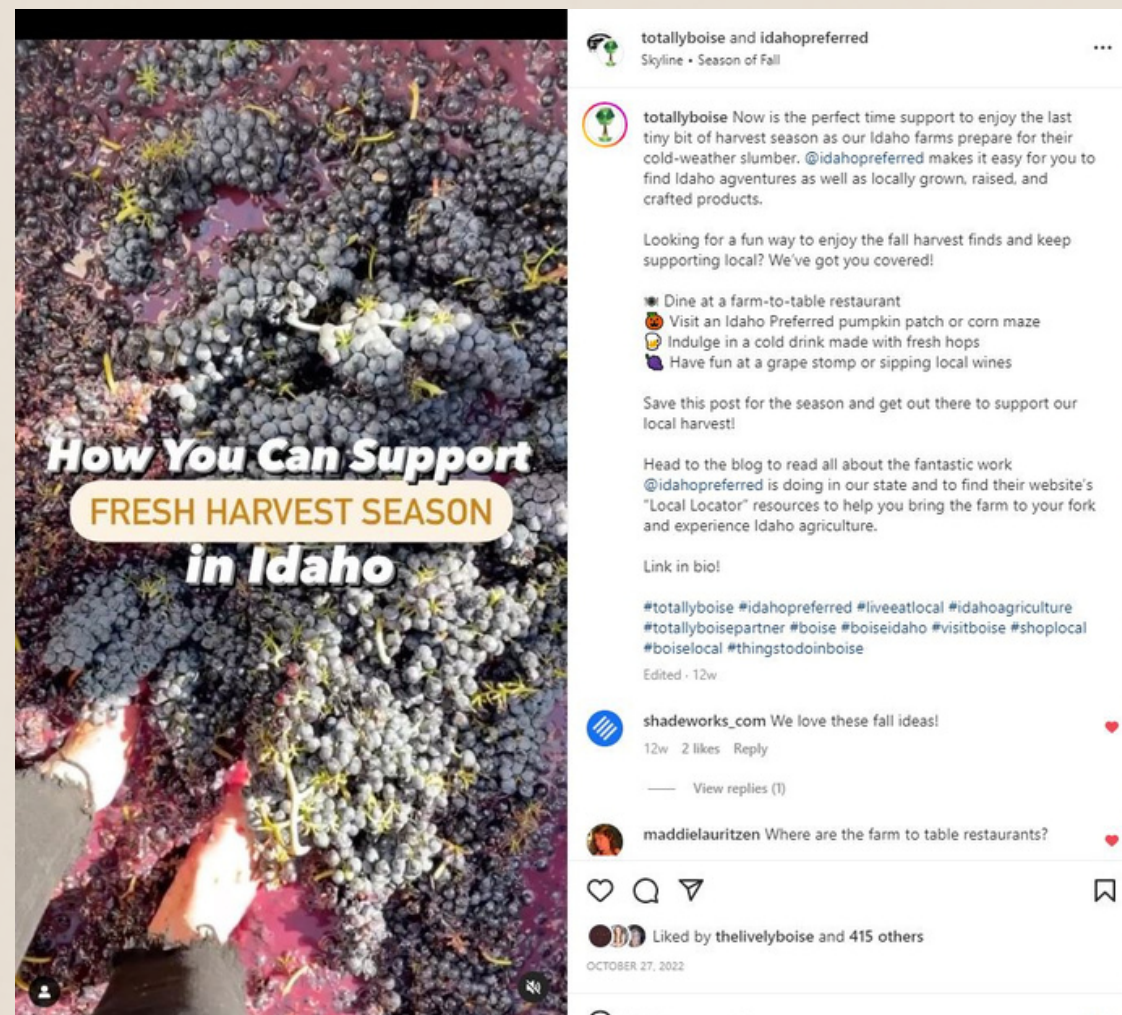 How You Can Support
FRESH HARVEST SEASON
in Idaho
totallyboise and idahopreferred
Skyline • Season of Fall
totallyboise Now is the perfect time support to enjoy the last
tiny bit of harvest season as our Idaho farms prepare for their
cold-weather slumber. @idahopreferred makes it easy for you to
find Idaho agventures as well as locally grown, raised, and
crafted products.
Looking for a fun way to enjoy the fall harvest finds and keep
supporting local? We've got you covered!
🍽 Dine at a farm-to-table restaurant
🎃 Visit an Idaho Preferred pumpkin patch or corn maze
🍺 Indulge in a cold drink made with fresh hops
🍇 Have fun at a grape stomp or sipping local wines
Save this post for the season and get out there to support our
local harvest!
Head to the blog to read all about the fantastic work
@idahopreferred is doing in our state and to find their website's
"Local Locator" resources to help you bring the farm to your fork
and experience Idaho agriculture.
Link in bio!
#totallyboise #idahopreferred #liveeatlocal #idahoagriculture
#totallyboisepartner #boise #boiseidaho #visitboise #shoplocal
#boiselocal #thingstodoinboise
Edited · 12w
shadeworks_com We love these fall ideas!
12w 2 likes Reply
View replies (1)
maddielauritzen Where are the farm to table restaurants?
Liked by thelivelyboise and 415 others
OCTOBER 27, 2022